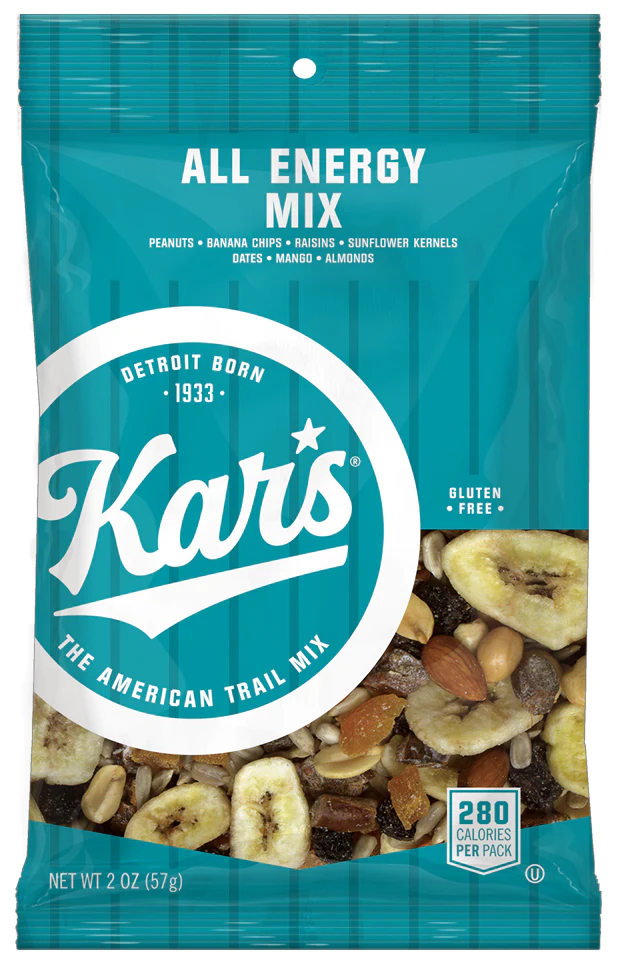 ALL ENERGY
MIX
PEANUTS • BANANA CHIPS • RAISINS • SUNFLOWER KERNELS
DATES • MANGO • ALMONDS
DETROIT BORN
• 1933 •
Kar's®
THE AMERICAN TRAIL MIX
GLUTEN
• FREE •
280
CALORIES
PER PACK
NET WT 2 OZ (57g)
U